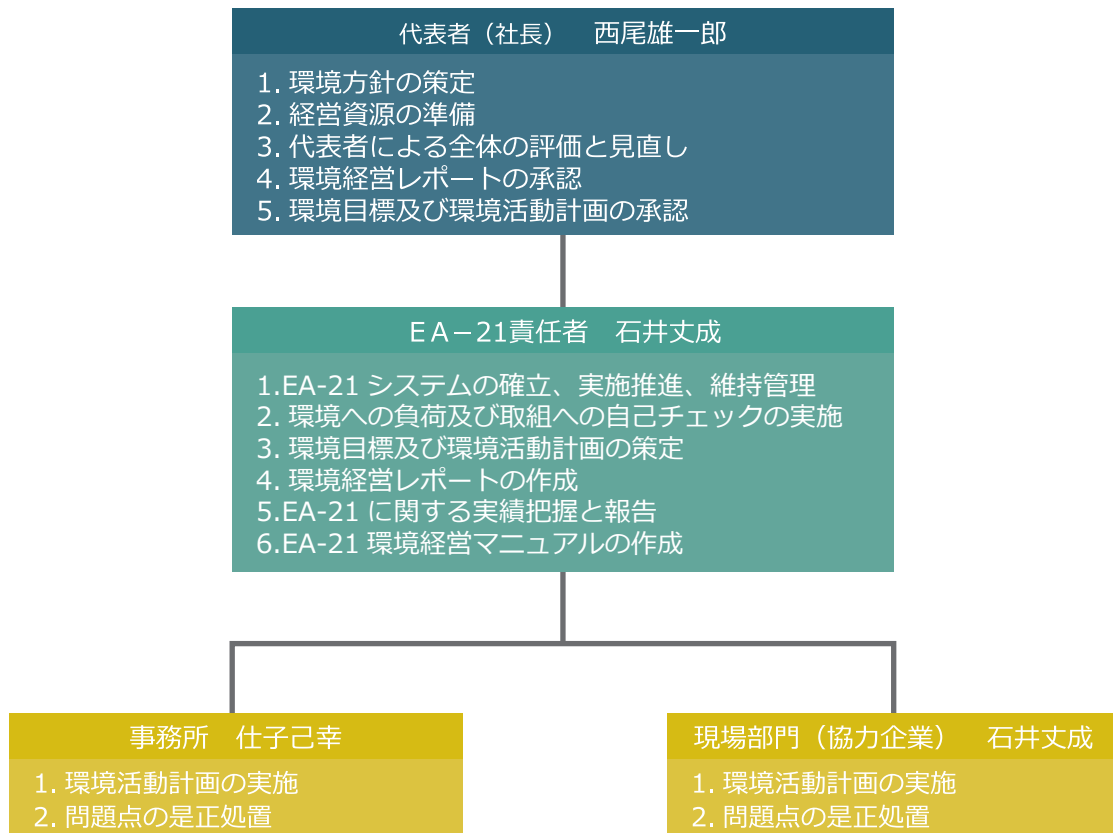 代表者（社長）　西尾雄一郎
1. 環境方針の策定
2. 経営資源の準備
3. 代表者による全体の評価と見直し
4. 環境経営レポートの承認
5. 環境目標及び環境活動計画の承認
ＥＡ－21責任者　石井丈成
1.EA-21 システムの確立、実施推進、維持管理
2. 環境への負荷及び取組への自己チェックの実施
3. 環境目標及び環境活動計画の策定
4. 環境経営レポートの作成
5.EA-21 に関する実績把握と報告
6.EA-21 環境経営マニュアルの作成
事務所　仕子己幸
1. 環境活動計画の実施
2. 問題点の是正処置
現場部門（協力企業）　石井丈成
1. 環境活動計画の実施
2. 問題点の是正処置